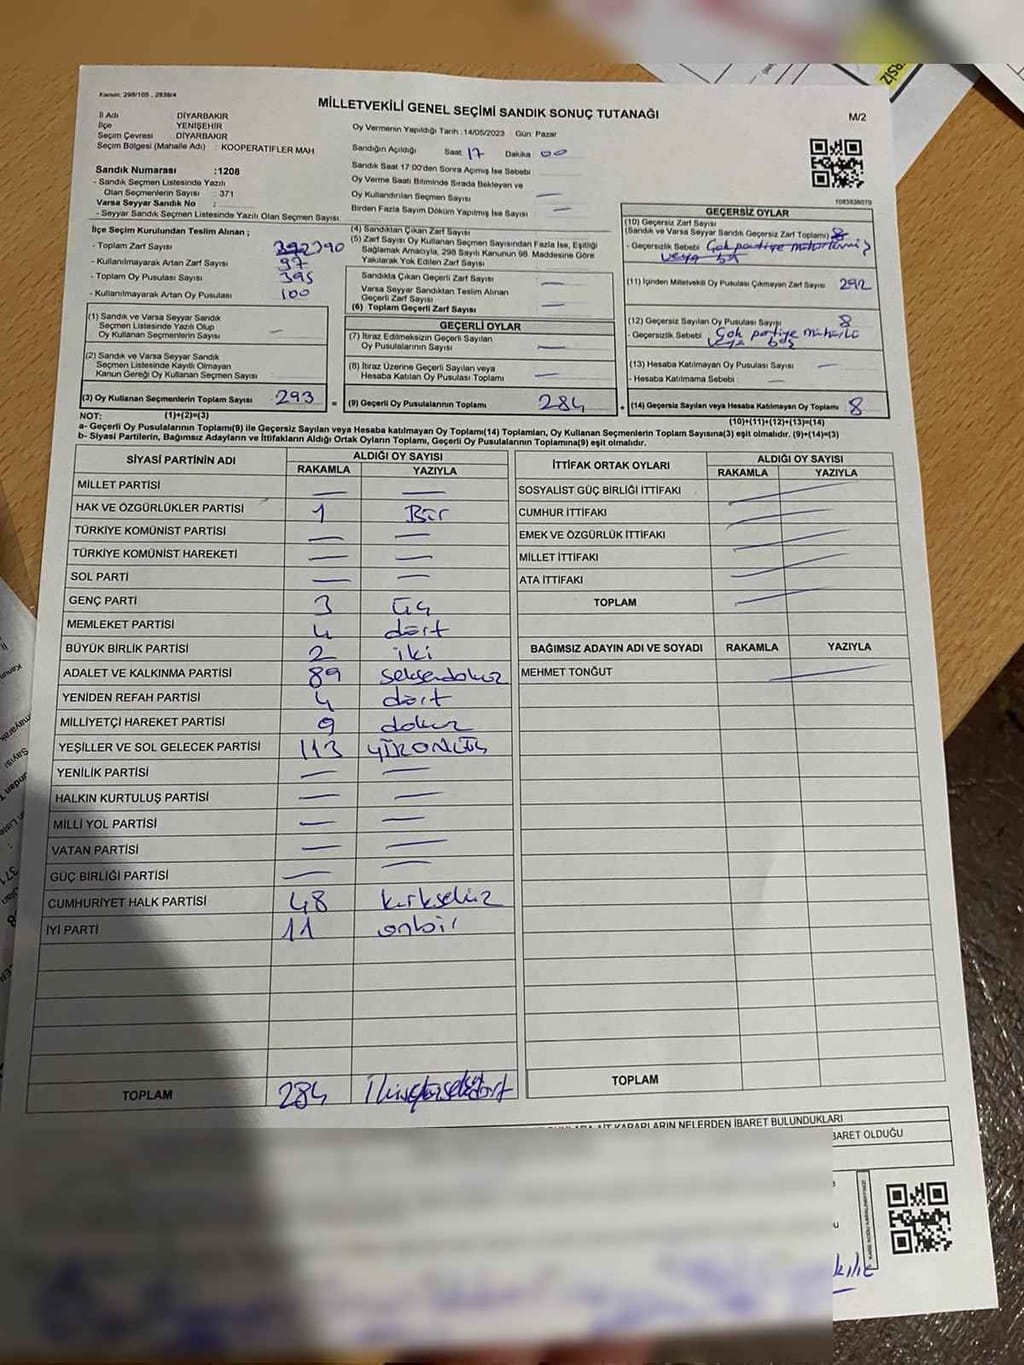 Kanun: 298/105 , 2839/4
MİLLETVEKİLİ GENEL SEÇİMİ SANDIK SONUÇ TUTANAĞI
M/2
İl Adı : DİYARBAKIR
İlçe : YENİŞEHİR
Seçim Çevresi : DİYARBAKIR
Seçim Bölgesi (Mahalle Adı) : KOOPERATİFLER MAH
Sandık Numarası :1208
- Sandık Seçmen Listesinde Yazılı
Olan Seçmenlerin Sayısı : 371
Varsa Seyyar Sandık No :
- Seyyar Sandık Seçmen Listesinde Yazılı Olan Seçmen Sayısı
Oy Vermenin Yapıldığı Tarih :14/05/2023 Gün: Pazar
Sandığın Açıldığı Saat: 17 Dakika: 00
Sandık Saat 17:00'den Sonra Açılmış İse Sebebi
Oy Verme Saati Bitiminde Sırada Bekleyen ve
Oy Kullandırılan Seçmen Sayısı —
Birden Fazla Sayım Döküm Yapılmış İse Sayısı —
1083838070
İlçe Seçim Kurulundan Teslim Alınan ;
- Toplam Zarf Sayısı 390
- Kullanılmayarak Artan Zarf Sayısı 97
- Toplam Oy Pusulası Sayısı 395
- Kullanılmayarak Artan Oy Pusulası 100
(1) Sandık ve Varsa Seyyar Sandık
Seçmen Listesinde Yazılı Olup
Oy Kullanan Seçmenlerin Sayısı —
(2) Sandık ve Varsa Seyyar Sandık
Seçmen Listesinde Kayıtlı Olmayan
Kanun Gereği Oy Kullanan Seçmen Sayısı
(3) Oy Kullanan Seçmenlerin Toplam Sayısı 293
(1)+(2)=(3)
(4) Sandıktan Çıkan Zarf Sayısı
(5) Zarf Sayısı Oy Kullanan Seçmen Sayısından Fazla İse, Eşitliği
Sağlamak Amacıyla, 298 Sayılı Kanunun 98. Maddesine Göre
Yakılarak Yok Edilen Zarf Sayısı
Sandıkta Çıkan Geçerli Zarf Sayısı —
Varsa Seyyar Sandıktan Teslim Alınan
Geçerli Zarf Sayısı —
(6) Toplam Geçerli Zarf Sayısı —
GEÇERLİ OYLAR
(7) İtiraz Edilmeksizin Geçerli Sayılan
Oy Pusulalarının Sayısı —
(8) İtiraz Üzerine Geçerli Sayılan veya
Hesaba Katılan Oy Pusulası Toplamı —
= (9) Geçerli Oy Pusulalarının Toplamı 284
GEÇERSİZ OYLAR
(10) Geçersiz Zarf Sayısı
(Sandık ve Varsa Seyyar Sandık Geçersiz Zarf Toplamı)
- Geçersizlik Sebebi Çok partiye
veya boş
(11) İçinden Milletvekili Oy Pusulası Çıkmayan Zarf Sayısı 292
(12) Geçersiz Sayılan Oy Pusulası Sayısı 8
- Geçersizlik Sebebi Çok partiye mühürlü
veya boş
(13) Hesaba Katılmayan Oy Pusulası Sayısı —
- Hesaba Katılmama Sebebi —
+ (14) Geçersiz Sayılan veya Hesaba Katılmayan Oy Toplamı 8
(10)+(11)+(12)+(13)=(14)
NOT:
a- Geçerli Oy Pusulalarının Toplamı(9) ile Geçersiz Sayılan veya Hesaba katılmayan Oy Toplamı(14) Toplamları, Oy Kullanan Seçmenlerin Toplam Sayısına(3) eşit olmalıdır. (9)+(14)=(3)
b- Siyasi Partilerin, Bağımsız Adayların ve İttifakların Aldığı Ortak Oyların Toplamı, Geçerli Oy Pusulalarının Toplamına(9) eşit olmalıdır.
SİYASİ PARTİNİN ADI ALDIĞI OY SAYISI
RAKAMLA YAZIYLA
MİLLET PARTİSİ — —
HAK VE ÖZGÜRLÜKLER PARTİSİ 1 Bir
TÜRKİYE KOMÜNİST PARTİSİ — —
TÜRKİYE KOMÜNİST HAREKETİ — —
SOL PARTİ — —
GENÇ PARTİ 3 üç
MEMLEKET PARTİSİ 4 dört
BÜYÜK BİRLİK PARTİSİ 2 iki
ADALET VE KALKINMA PARTİSİ 89 seksendokuz
YENİDEN REFAH PARTİSİ 4 dört
MİLLİYETÇİ HAREKET PARTİSİ 9 dokuz
YEŞİLLER VE SOL GELECEK PARTİSİ 113 YÜZONÜÇ
YENİLİK PARTİSİ — —
HALKIN KURTULUŞ PARTİSİ — —
MİLLİ YOL PARTİSİ — —
VATAN PARTİSİ — —
GÜÇ BİRLİĞİ PARTİSİ — —
CUMHURİYET HALK PARTİSİ 48 kırksekiz
İYİ PARTİ 11 onbir
TOPLAM 284 ikiyüzseksendört
İTTİFAK ORTAK OYLARI ALDIĞI OY SAYISI
RAKAMLA YAZIYLA
SOSYALİST GÜÇ BİRLİĞİ İTTİFAKI —
CUMHUR İTTİFAKI —
EMEK VE ÖZGÜRLÜK İTTİFAKI —
MİLLET İTTİFAKI —
ATA İTTİFAKI —
TOPLAM —
BAĞIMSIZ ADAYIN ADI VE SOYADI RAKAMLA YAZIYLA
MEHMET TONĞUT —
TOPLAM
KARARLARIN NELERDEN İBARET BULUNDUKLARI
BARET OLDUĞU